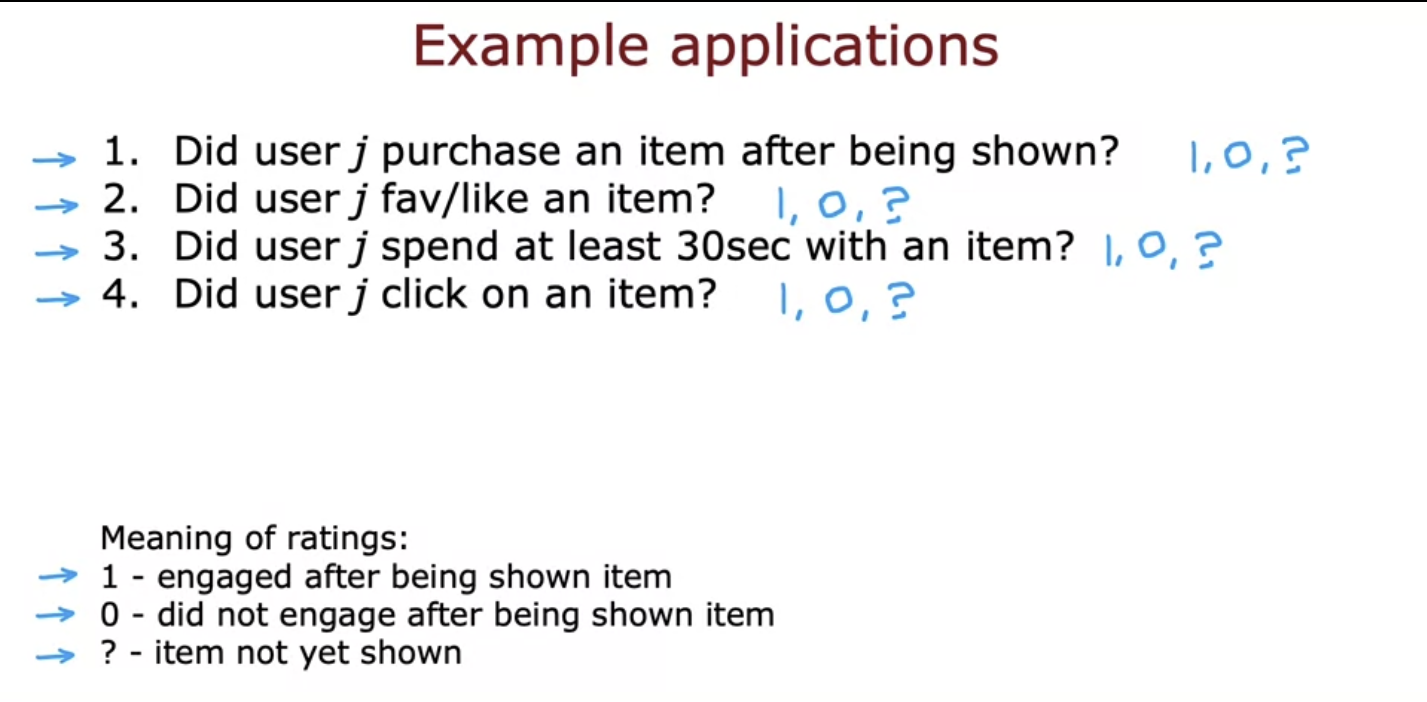 Example applications
→ 1. Did user j purchase an item after being shown? 1, 0, ?
→ 2. Did user j fav/like an item? 1, 0, ?
→ 3. Did user j spend at least 30sec with an item? 1, 0, ?
→ 4. Did user j click on an item? 1, 0, ?
Meaning of ratings:
→ 1 - engaged after being shown item
→ 0 - did not engage after being shown item
→ ? - item not yet shown